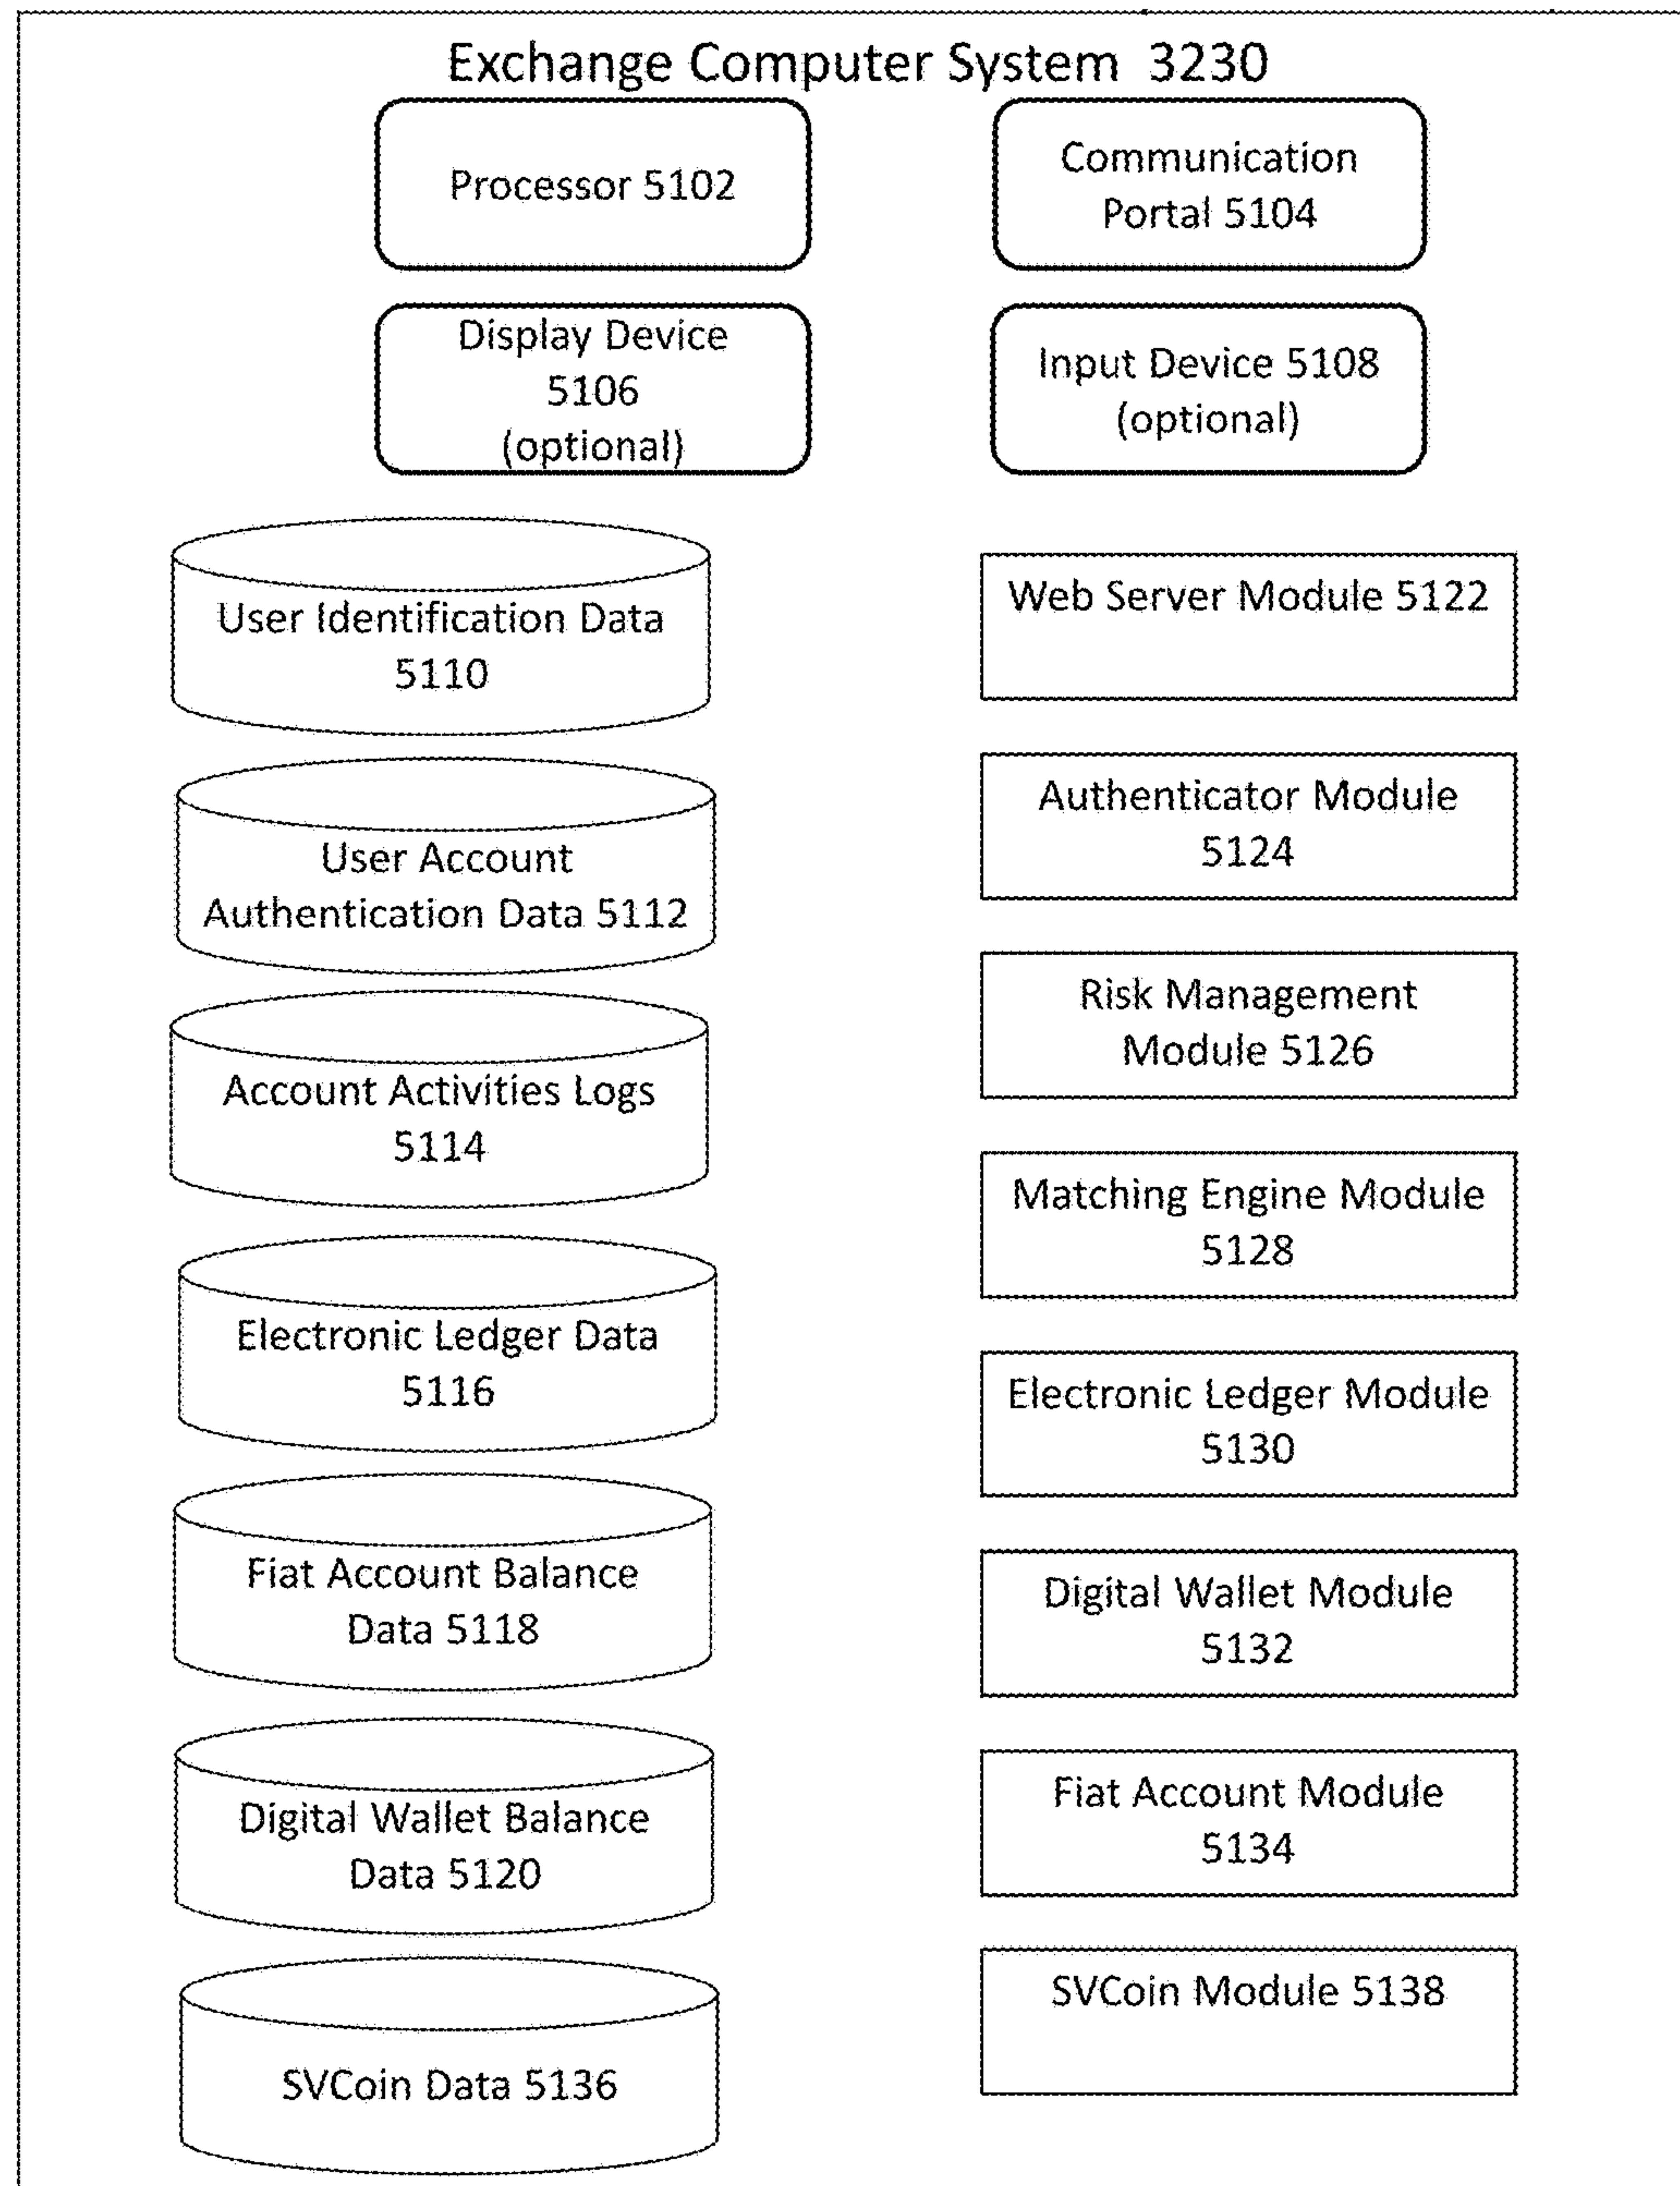 Exchange Computer System 3230
Processor 5102
Communication
Portal 5104
Display Device
5106
(optional)
Input Device 5108
(optional)
User Identification Data
5110
User Account
Authentication Data 5112
Account Activities Logs
5114
Electronic Ledger Data
5116
Fiat Account Balance
Data 5118
Digital Wallet Balance
Data 5120
SVCoin Data 5136
Web Server Module 5122
Authenticator Module
5124
Risk Management
Module 5126
Matching Engine Module
5128
Electronic Ledger Module
5130
Digital Wallet Module
5132
Fiat Account Module
5134
SVCoin Module 5138